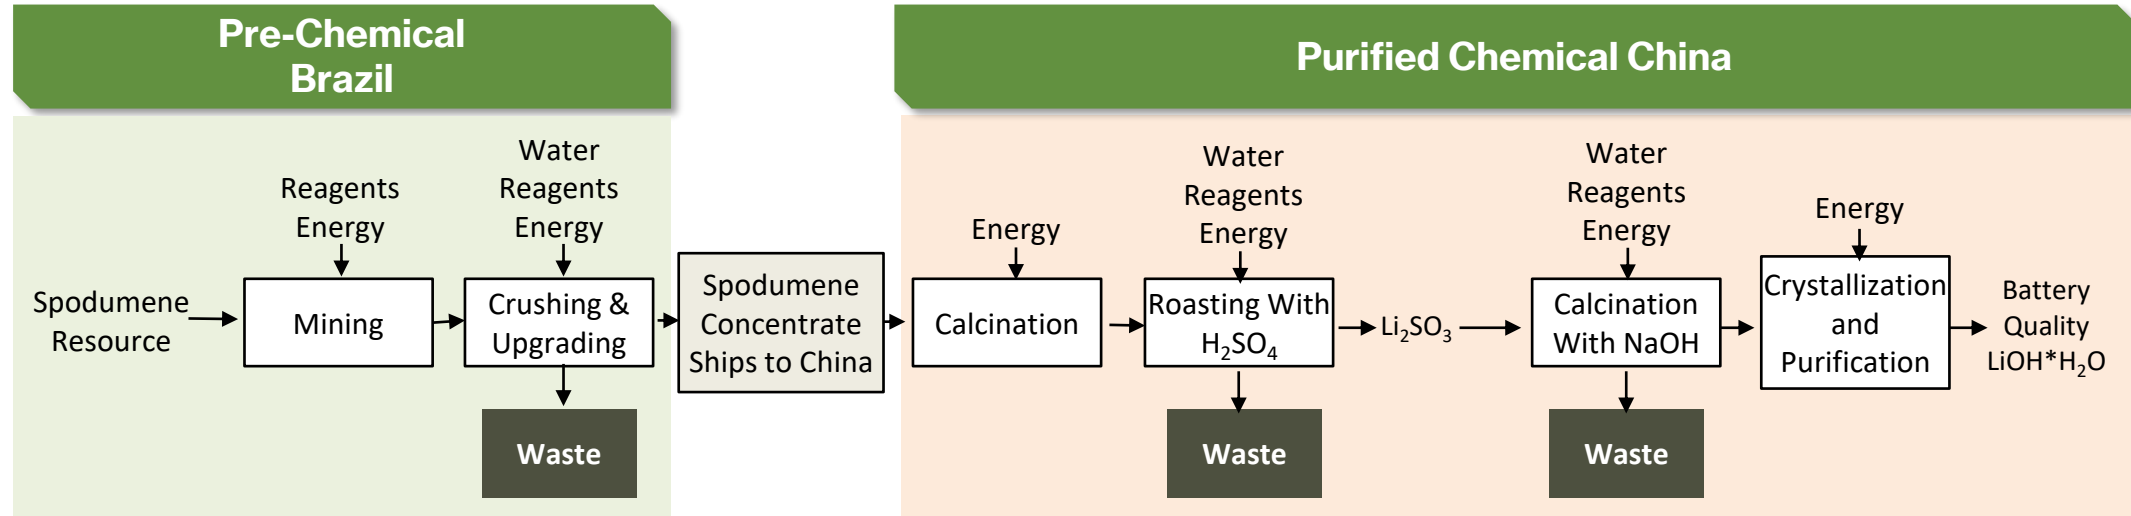 Pre-Chemical
Brazil
Purified Chemical China
Spodumene
Resource
Reagents
Energy
Mining
Water
Reagents
Energy
Crushing &
Upgrading
Waste
Spodumene
Concentrate
Ships to China
Energy
Calcination
Water
Reagents
Energy
Roasting With
H₂SO₄
Waste
Li₂SO₃
Water
Reagents
Energy
Calcination
With NaOH
Waste
Energy
Crystallization
and
Purification
Battery
Quality
LiOH*H₂O